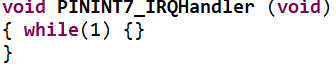 void PININT7_IRQHandler (void)
{ while(1) {}
}